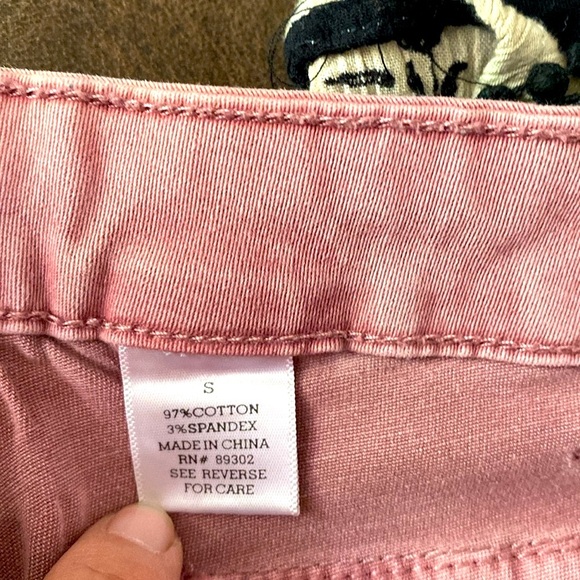 S
97%COTTON
3%SPANDEX
MADE IN CHINA
RN# 89302
SEE REVERSE
FOR CARE